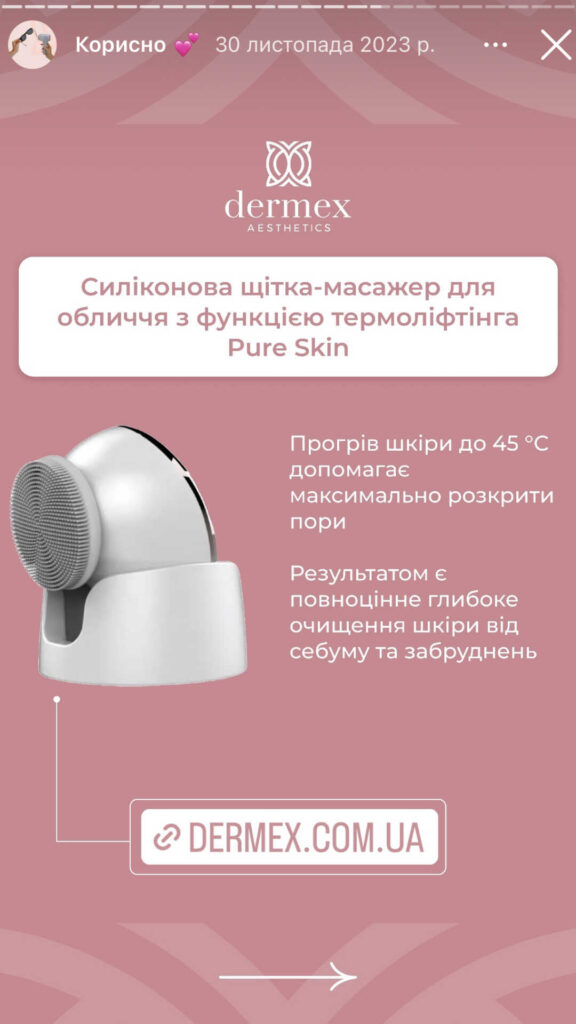 Корисно 💕 30 листопада 2023 р.
dermex
AESTHETICS
Силіконова щітка-масажер для
обличчя з функцією термоліфтінга
Pure Skin
Прогрів шкіри до 45 °C
допомагає
максимально розкрити
пори
Результатом є
повноцінне глибоке
очищення шкіри від
себуму та забруднень
DERMEX.COM.UA